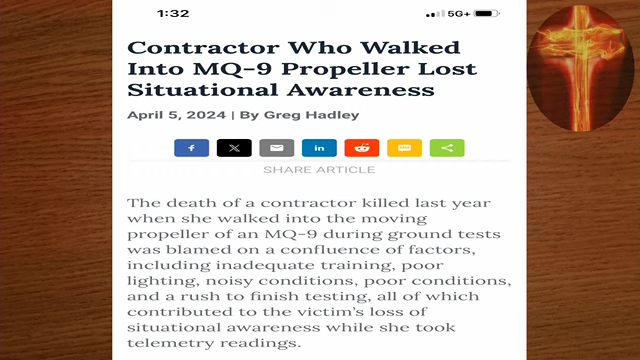 1:32
5G+
Contractor Who Walked
Into MQ-9 Propeller Lost
Situational Awareness
April 5, 2024 | By Greg Hadley
SHARE ARTICLE
The death of a contractor killed last year
when she walked into the moving
propeller of an MQ-9 during ground tests
was blamed on a confluence of factors,
including inadequate training, poor
lighting, noisy conditions, poor conditions,
and a rush to finish testing, all of which
contributed to the victim's loss of
situational awareness while she took
telemetry readings.